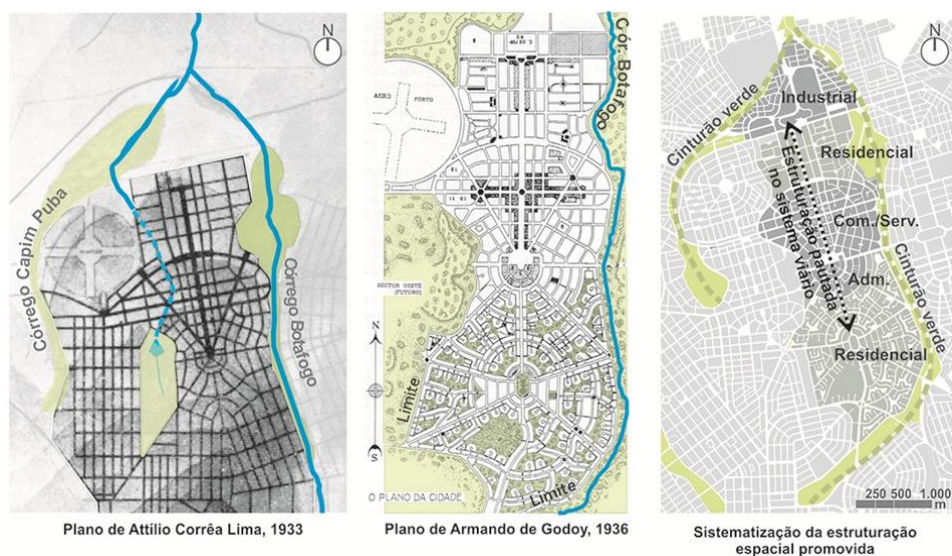 N
Córrego Capim Puba
Córrego Botafogo
Plano de Attílio Corrêa Lima, 1933
Cór. Botafogo
AERO PORTO
SECTOR OESTE
(FUTURO)
N
S
Limite
Limite
O PLANO DA CIDADE
Plano de Armando de Godoy, 1936
N
Cinturão verde
Industrial
Residencial
Estruturação pautada
no sistema viário
Com./Serv.
Adm.
Cinturão verde
Residencial
250 500 1.000
m
Sistematização da estruturação
espacial promovida